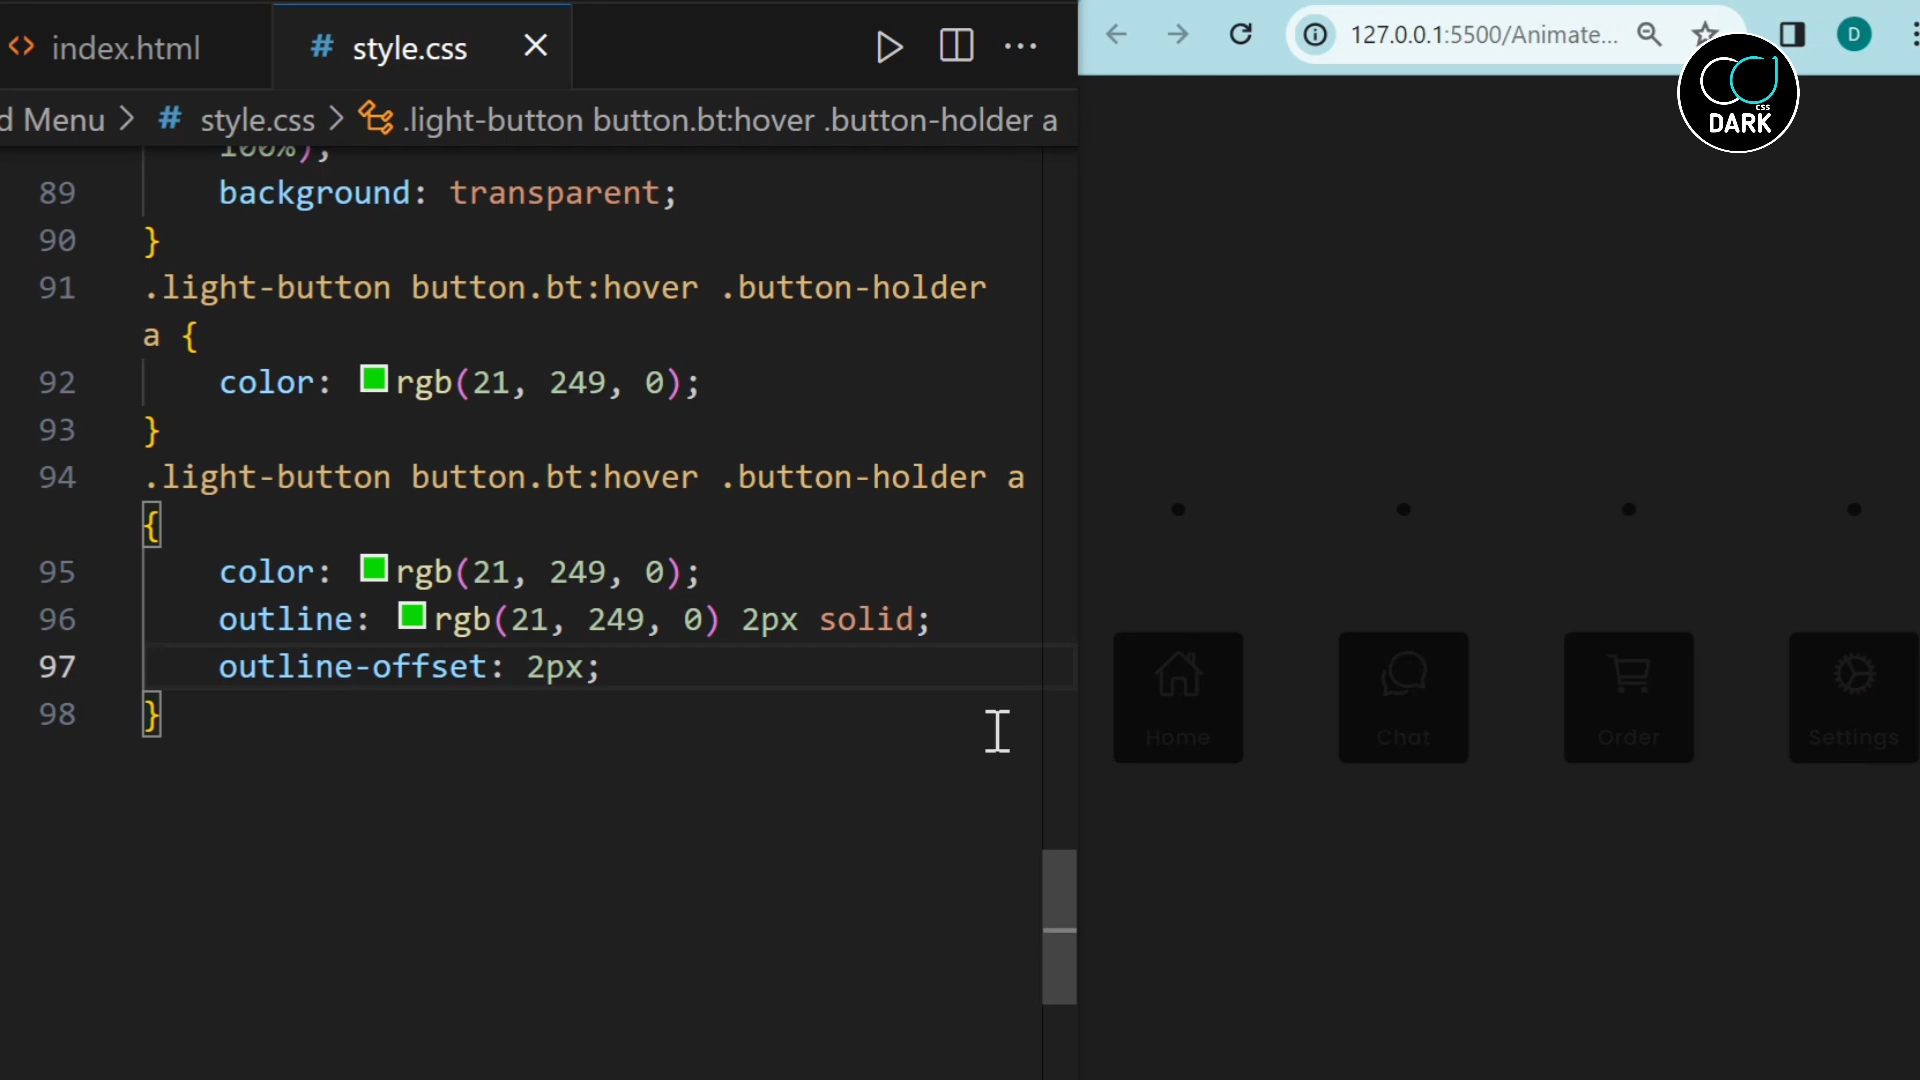 index.html
# style.css
127.0.0.1:5500/Animate...
D
css
DARK
d Menu > # style.css > .light-button button.bt:hover .button-holder a
100%);
89 background: transparent;
90 }
91 .light-button button.bt:hover .button-holder
a {
92 color: rgb(21, 249, 0);
93 }
94 .light-button button.bt:hover .button-holder a
{
95 color: rgb(21, 249, 0);
96 outline: rgb(21, 249, 0) 2px solid;
97 outline-offset: 2px;
98 }
Home
Chat
Order
Settings